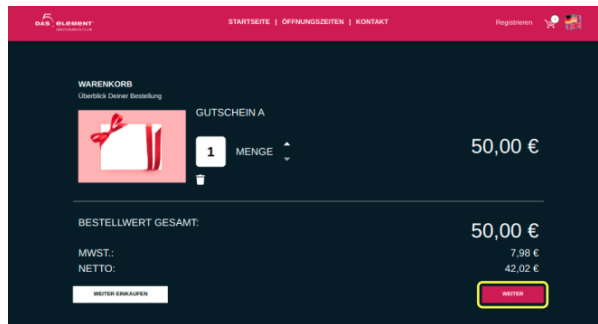 DAS 5 ELEMENT
STARTSEITE | ÖFFNUNGSZEITEN | KONTAKT
Registrieren
WARENKORB
Überblick Deiner Bestellung
GUTSCHEIN A
1 MENGE
50,00 €
BESTELLWERT GESAMT:
50,00 €
MWST.:
7,98 €
NETTO:
42,02 €
WEITER EINKAUFEN
WEITER